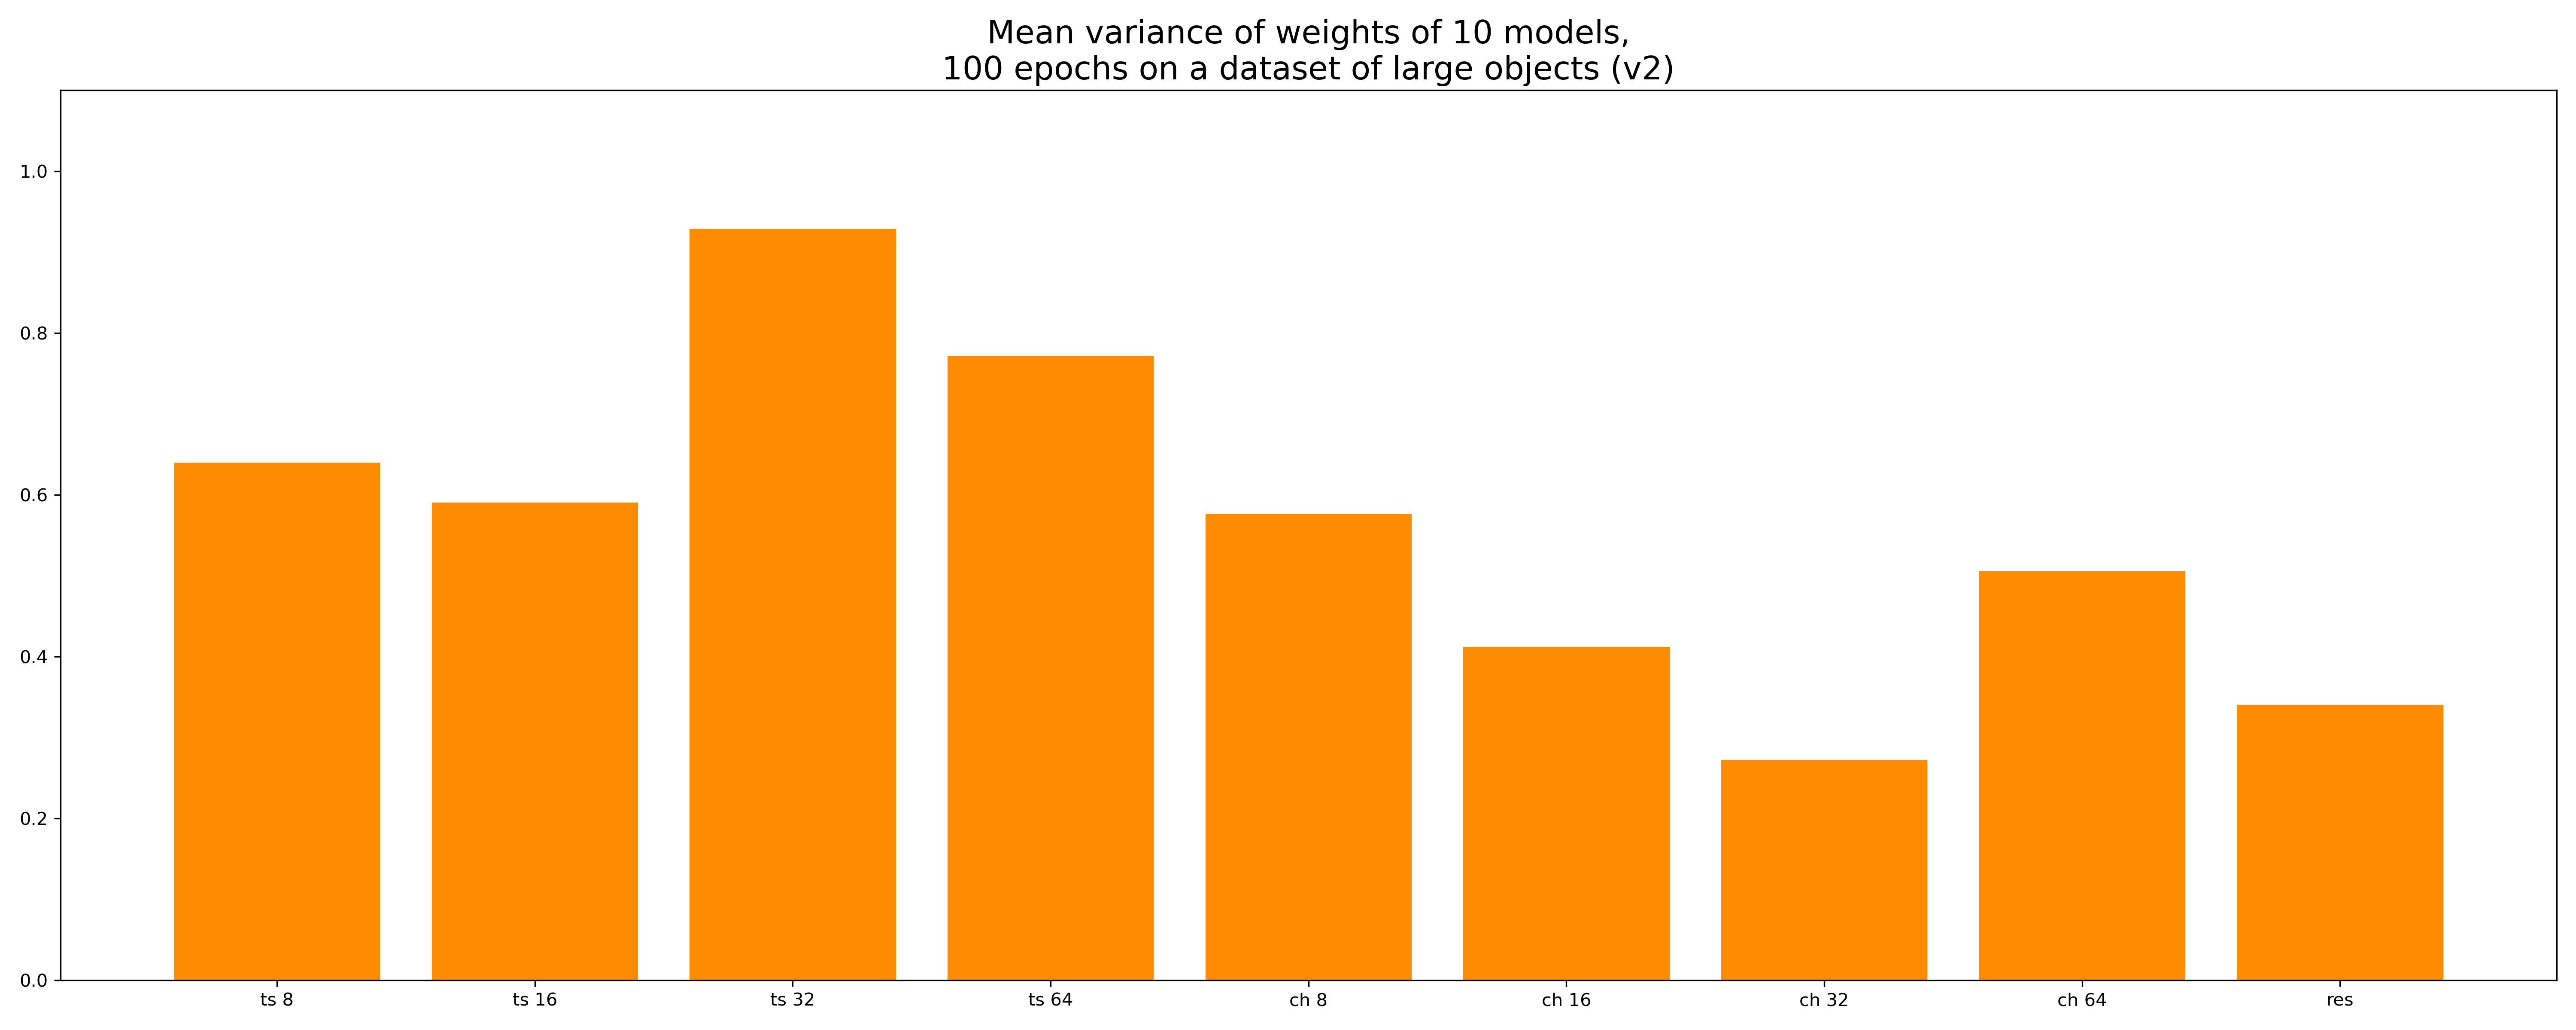 Mean variance of weights of 10 models,
100 epochs on a dataset of large objects (v2)
1.0
0.8
0.6
0.4
0.2
0.0
ts 8
ts 16
ts 32
ts 64
ch 8
ch 16
ch 32
ch 64
res